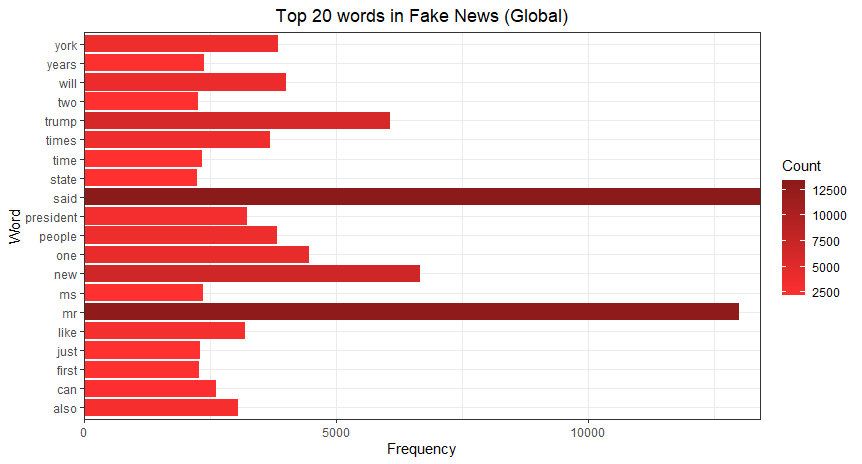 Top 20 words in Fake News (Global)
Word
york
years
will
two
trump
times
time
state
said
president
people
one
new
ms
mr
like
just
first
can
also
0 5000 10000
Frequency
Count
12500
10000
7500
5000
2500